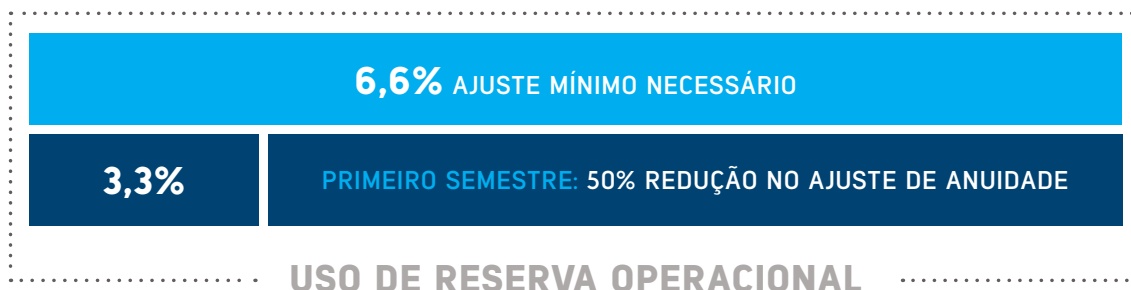 6,6% AJUSTE MÍNIMO NECESSÁRIO
3,3%
PRIMEIRO SEMESTRE: 50% REDUÇÃO NO AJUSTE DE ANUIDADE
USO DE RESERVA OPERACIONAL